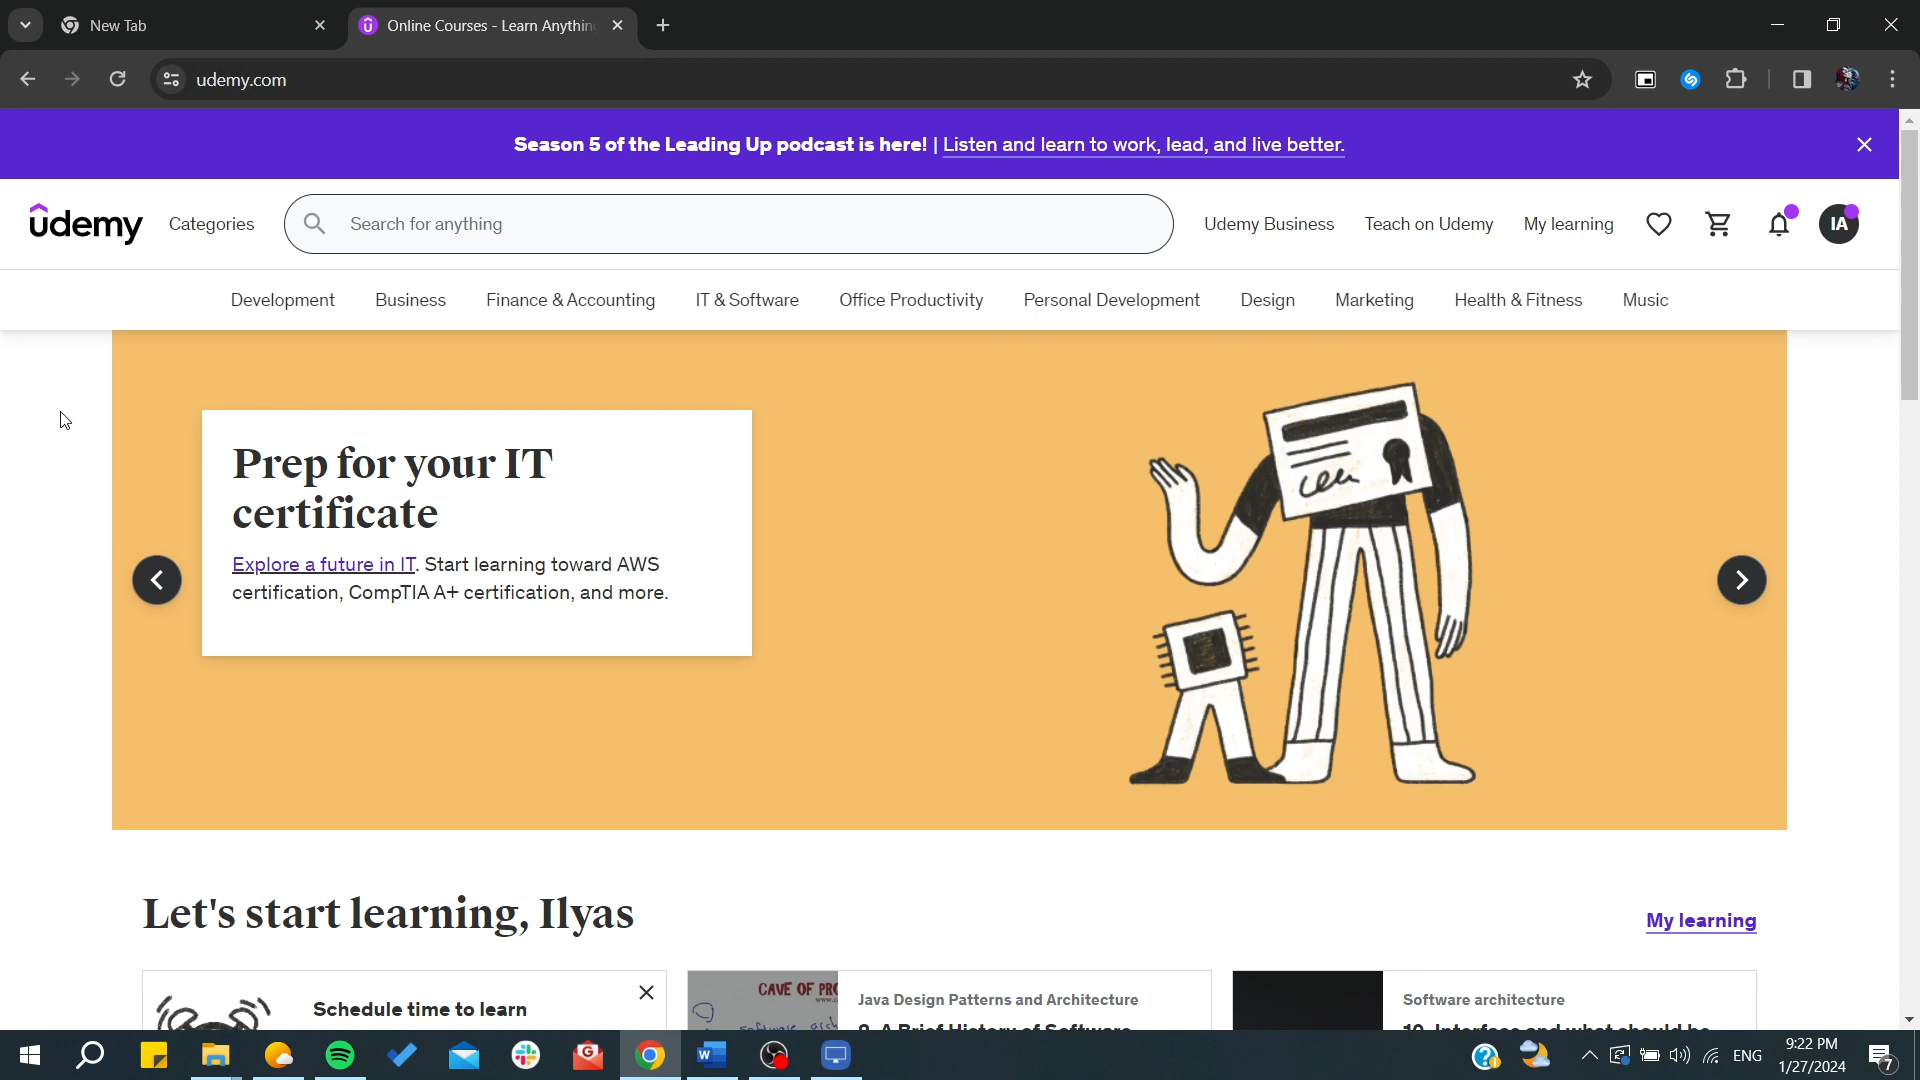 New Tab
Online Courses - Learn Anythin
udemy.com
Season 5 of the Leading Up podcast is here! | Listen and learn to work, lead, and live better.
udemy
Categories
Search for anything
Udemy Business
Teach on Udemy
My learning
IA
Development
Business
Finance & Accounting
IT & Software
Office Productivity
Personal Development
Design
Marketing
Health & Fitness
Music
Prep for your IT
certificate
Explore a future in IT. Start learning toward AWS
certification, CompTIA A+ certification, and more.
Let's start learning, Ilyas
My learning
Schedule time to learn
CAVE OF PRO
Java Design Patterns and Architecture
Software architecture
ENG
9:22 PM
1/27/2024
7